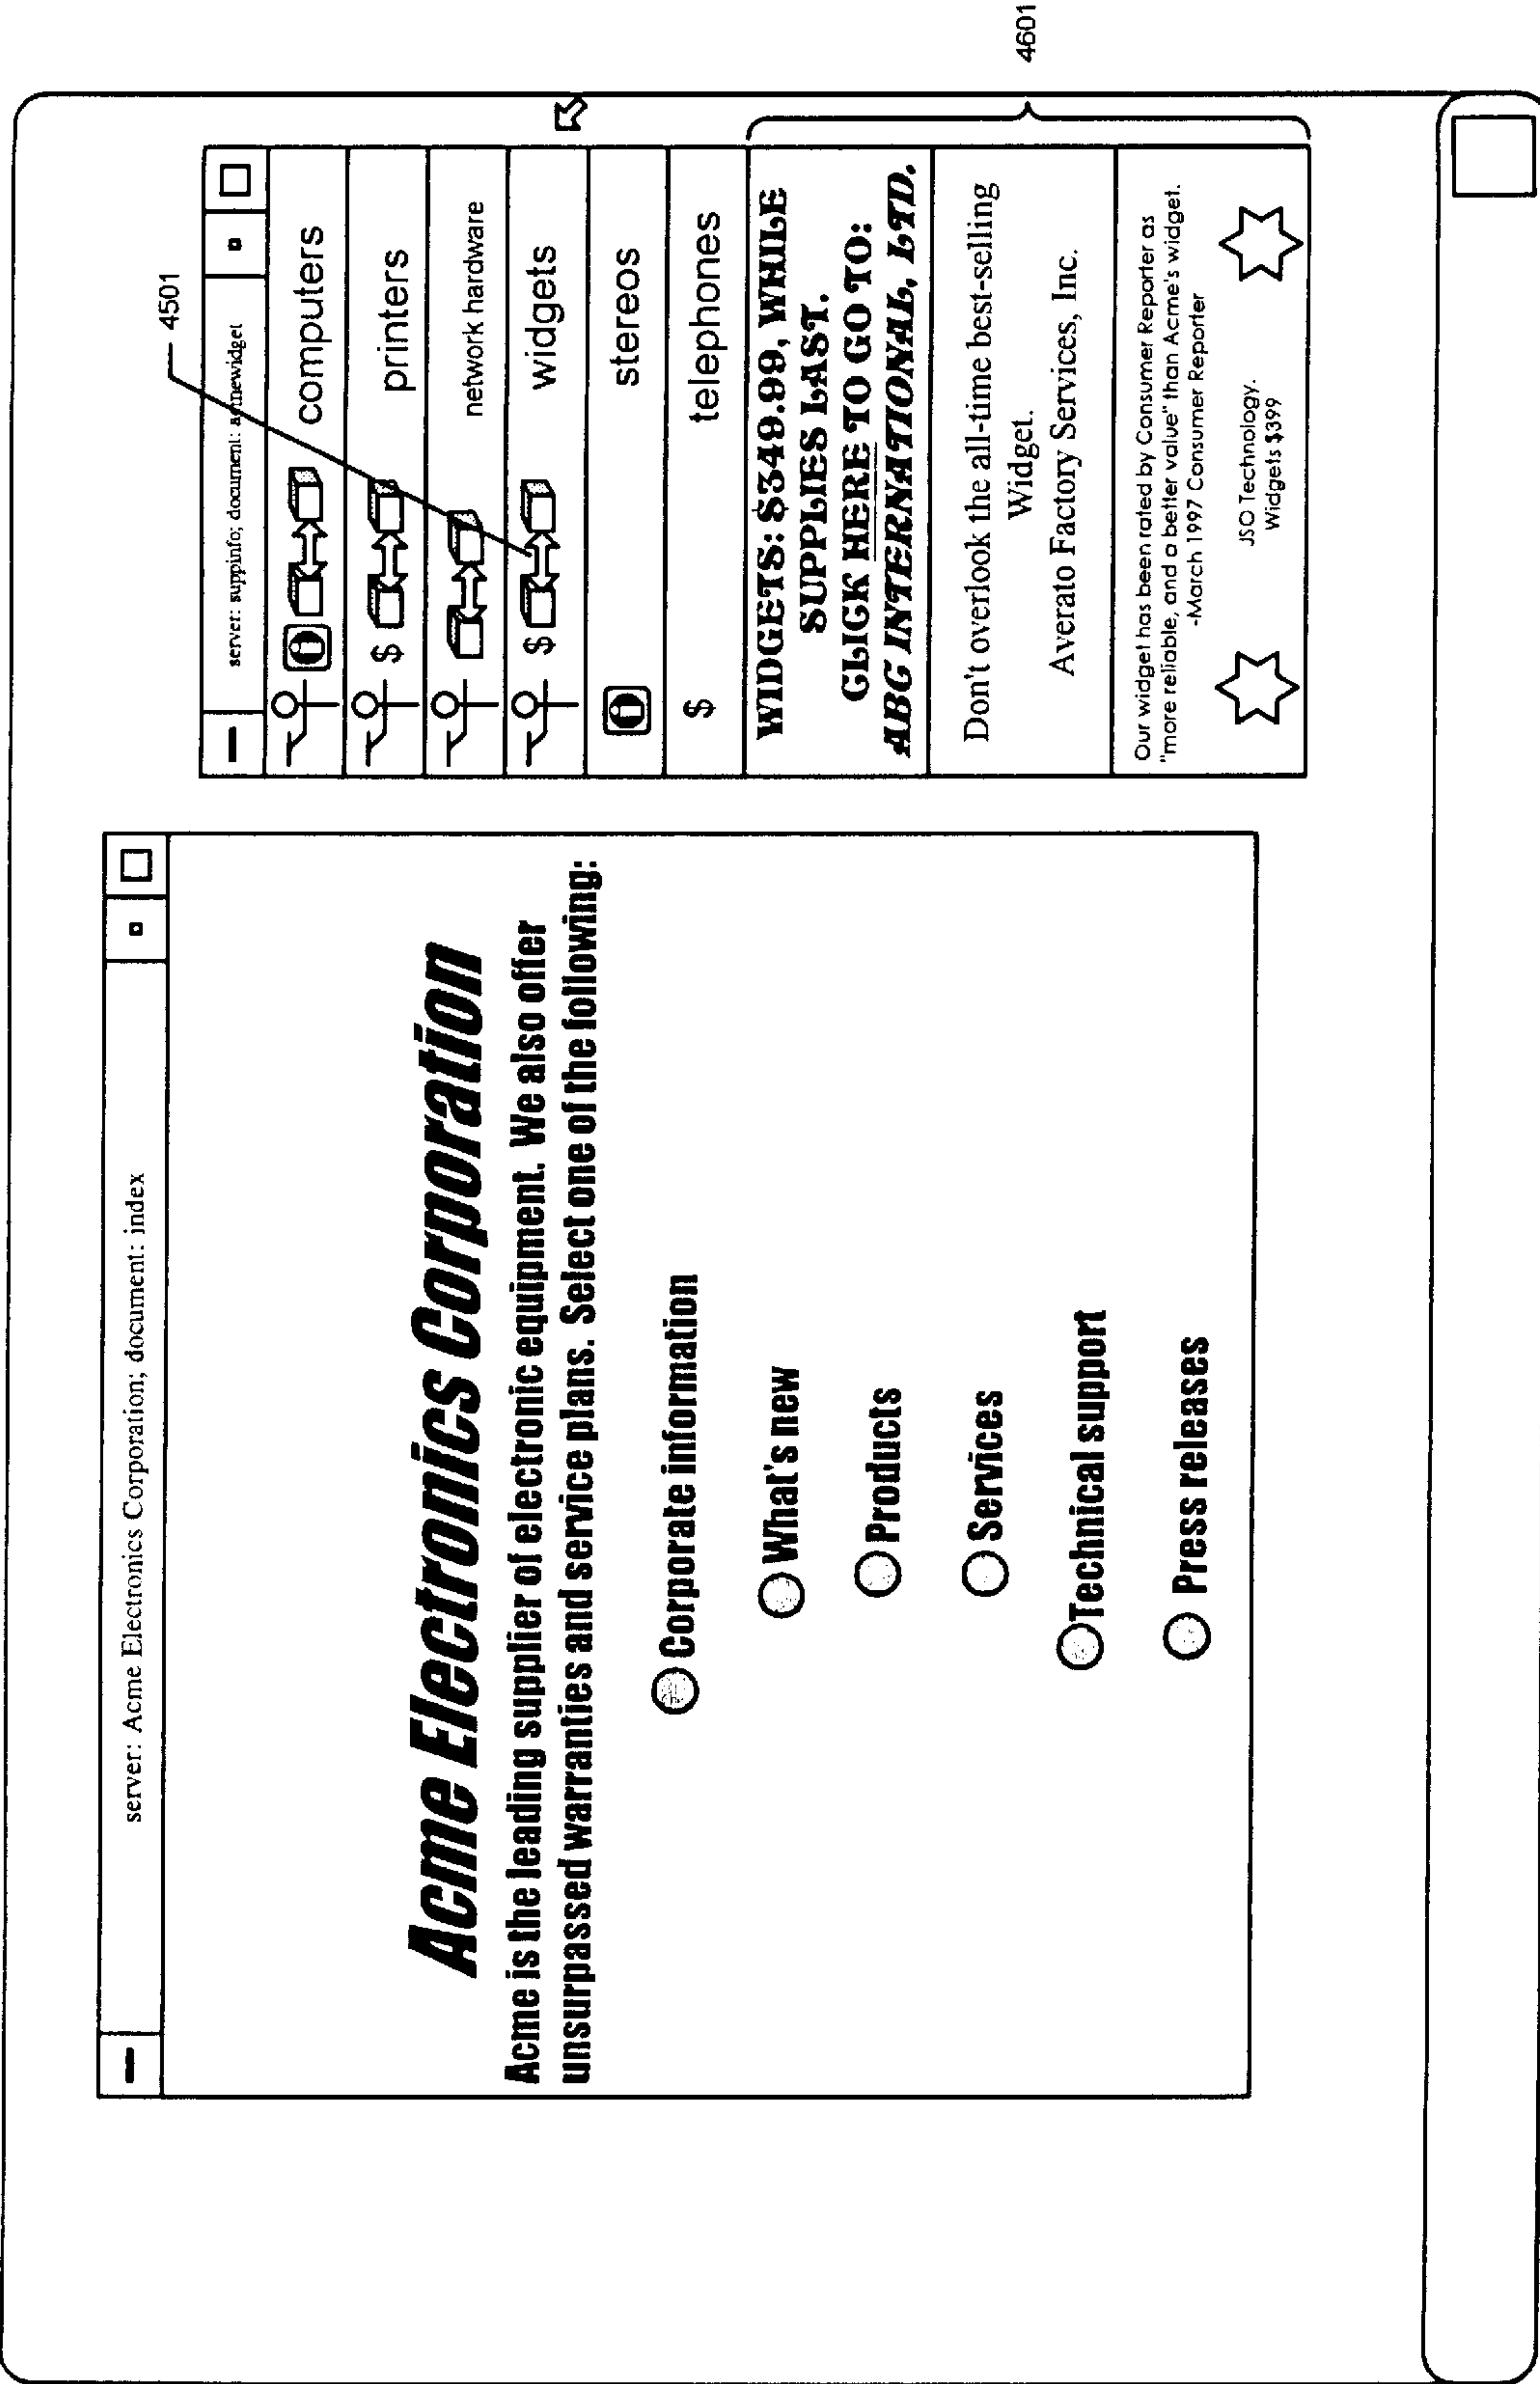 server: Acme Electronics Corporation; document: index
Acme Electronics Corporation
Acme is the leading supplier of electronic equipment. We also offer
unsurpassed warranties and service plans. Select one of the following:
Corporate information
What's new
Products
Services
Technical support
Press releases
4501
server: suppinfo; document: acmewidget
i computers
$ printers
network hardware
$ widgets
i stereos
$ telephones
WIDGETS: $349.99, WHILE
SUPPLIES LAST.
CLICK HERE TO GO TO:
ABC INTERNATIONAL, LTD.
Don't overlook the all-time best-selling
Widget.
Averato Factory Services, Inc.
Our widget has been rated by Consumer Reporter as
"more reliable, and a better value" than Acme's widget.
-March 1997 Consumer Reporter
JSO Technology.
Widgets $399
4601